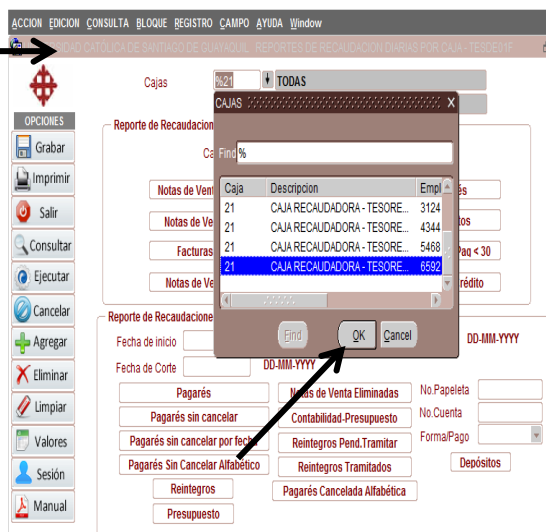 ACCION EDICION CONSULTA BLOQUE REGISTRO CAMPO AYUDA Window
CATÓLICA DE SANTIAGO DE GUAYAQUIL REPORTES DE RECAUDACION DIARIAS POR CAJA - TESDE01F
Cajas %21 TODAS
CAJAS X
OPCIONES
Reporte de Recaudacion
Grabar
Ca
Find %
Imprimir
Notas de Vent
Caja Descripcion Empl
és
21 CAJA RECAUDADORA - TESORE... 3124
Salir
Notas de Ve
21 CAJA RECAUDADORA - TESORE... 4344
tos
Consultar
Facturas
21 CAJA RECAUDADORA - TESORE... 5468
Pag < 30
21 CAJA RECAUDADORA - TESORE... 6592
Ejecutar
Notas de Ve
rédito
Cancelar
Reporte de Recaudacione
Find OK Cancel
Agregar
Fecha de inicio
DD-MM-YYYY
Fecha de Corte DD-MM-YYYY
Eliminar
Pagarés Notas de Venta Eliminadas No.Papeleta
Limpiar
Pagarés sin cancelar Contabilidad-Presupuesto No.Cuenta
Valores
Pagarés sin cancelar por fecha Reintegros Pend.Tramitar Forma/Pago
Pagarés Sin Cancelar Alfabético Reintegros Tramitados Depósitos
Sesión
Reintegros Pagarés Cancelada Alfabética
Manual
Presupuesto